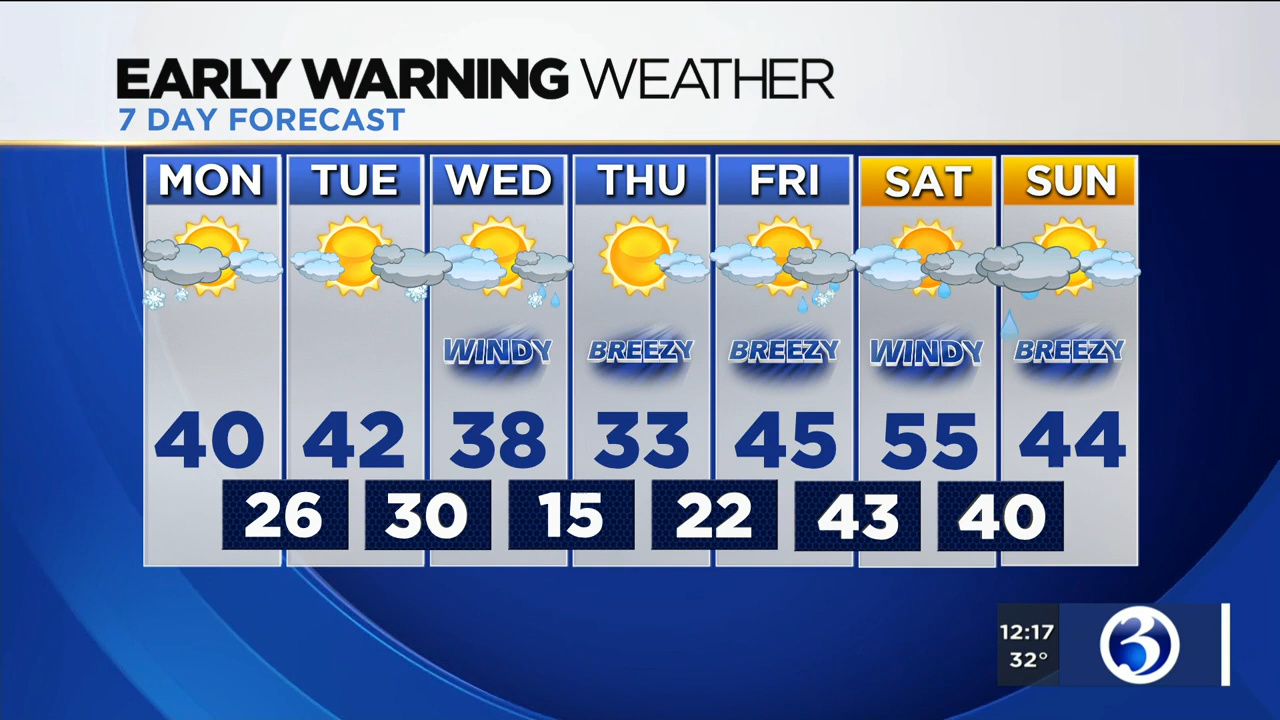 EARLY WARNING WEATHER
7 DAY FORECAST
MON TUE WED THU FRI SAT SUN
WINDY BREEZY BREEZY WINDY BREEZY
40 42 38 33 45 55 44
26 30 15 22 43 40
12:17
32°
3